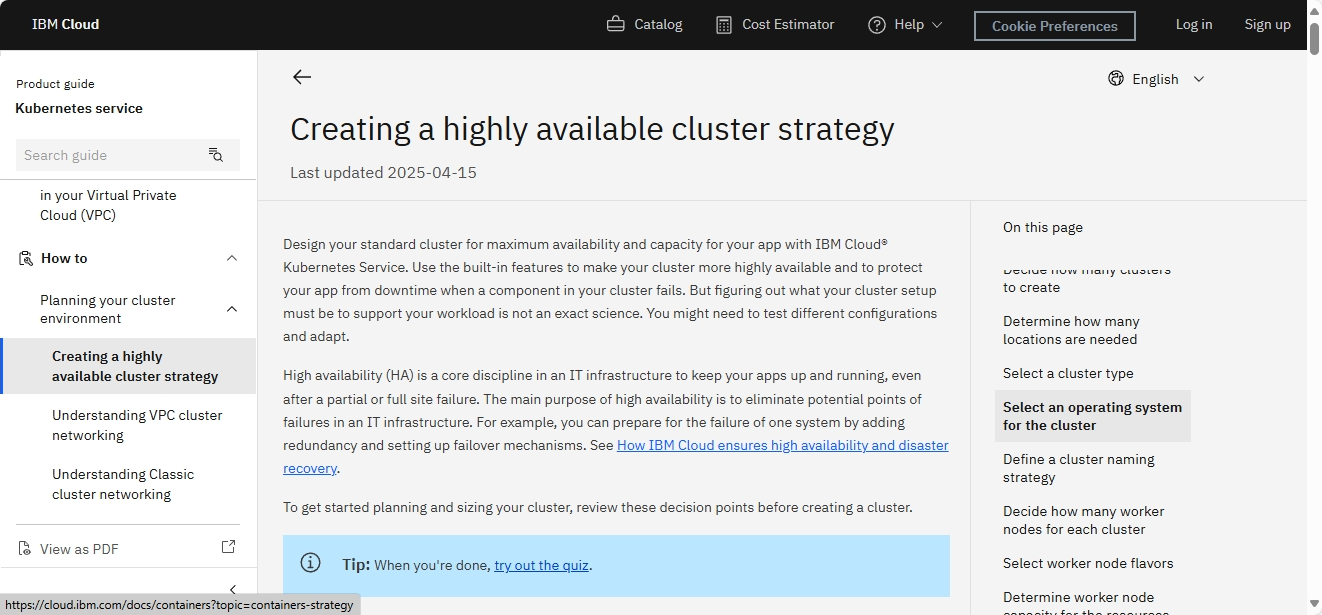 IBM Cloud
Catalog
Cost Estimator
Help
Cookie Preferences
Log in
Sign up
Product guide
Kubernetes service
Search guide
in your Virtual Private
Cloud (VPC)
How to
Planning your cluster
environment
Creating a highly
available cluster strategy
Understanding VPC cluster
networking
Understanding Classic
cluster networking
View as PDF
https://cloud.ibm.com/docs/containers?topic=containers-strategy
English
Creating a highly available cluster strategy
Last updated 2025-04-15
Design your standard cluster for maximum availability and capacity for your app with IBM Cloud®
Kubernetes Service. Use the built-in features to make your cluster more highly available and to protect
your app from downtime when a component in your cluster fails. But figuring out what your cluster setup
must be to support your workload is not an exact science. You might need to test different configurations
and adapt.
High availability (HA) is a core discipline in an IT infrastructure to keep your apps up and running, even
after a partial or full site failure. The main purpose of high availability is to eliminate potential points of
failures in an IT infrastructure. For example, you can prepare for the failure of one system by adding
redundancy and setting up failover mechanisms. See How IBM Cloud ensures high availability and disaster
recovery.
To get started planning and sizing your cluster, review these decision points before creating a cluster.
Tip: When you're done, try out the quiz.
On this page
Decide how many clusters
to create
Determine how many
locations are needed
Select a cluster type
Select an operating system
for the cluster
Define a cluster naming
strategy
Decide how many worker
nodes for each cluster
Select worker node flavors
Determine worker node
capacity for the resources